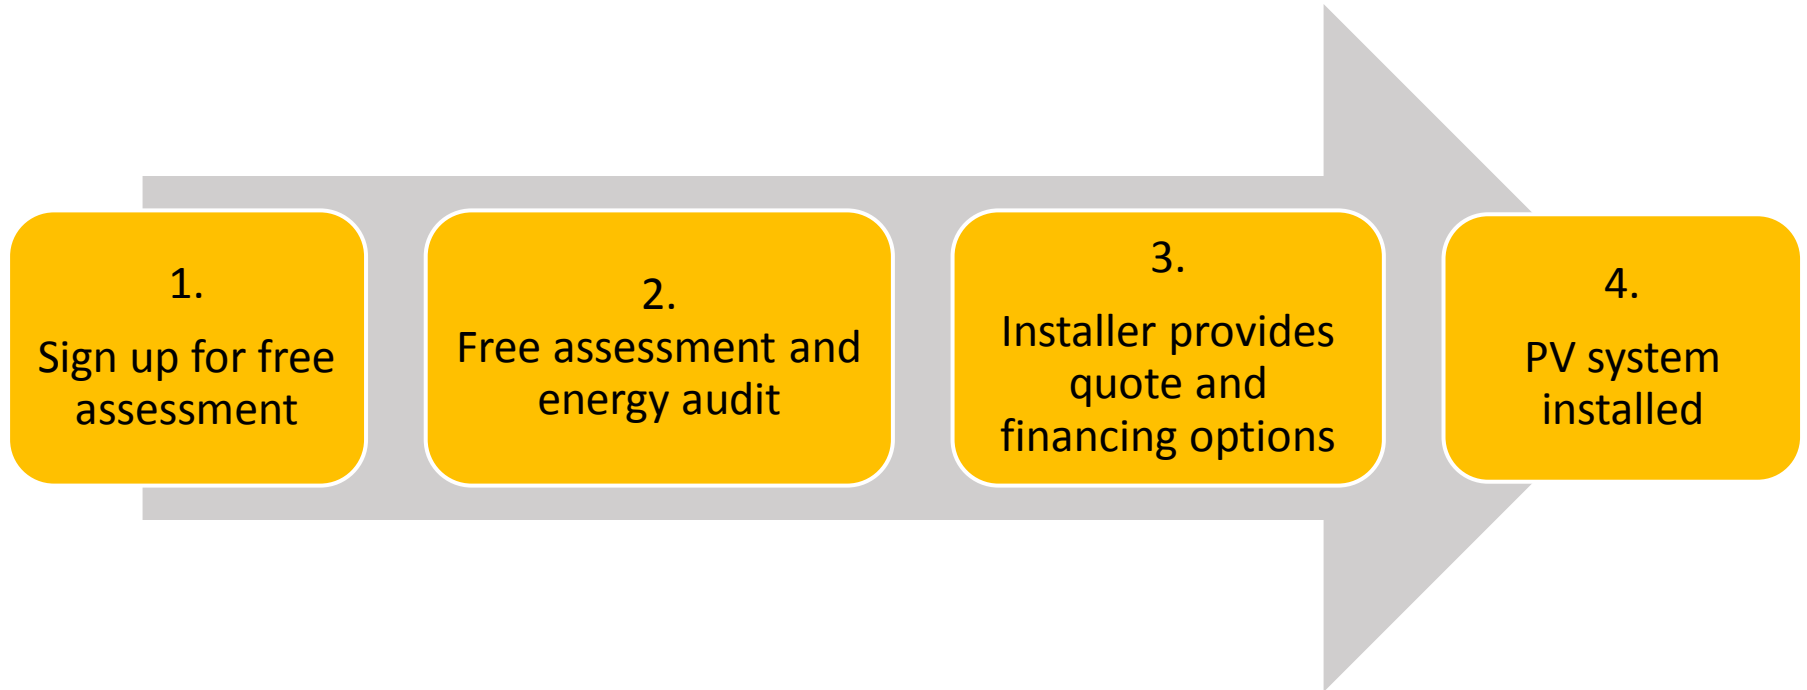 1.
Sign up for free
assessment
2.
Free assessment and
energy audit
3.
Installer provides
quote and
financing options
4.
PV system
installed